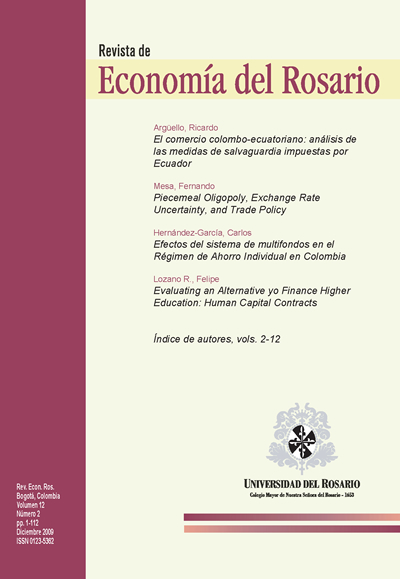 Revista de
Economía del Rosario
Argüello, Ricardo
El comercio colombo-ecuatoriano: análisis de
las medidas de salvaguardia impuestas por
Ecuador
Mesa, Fernando
Piecemeal Oligopoly, Exchange Rate
Uncertainty, and Trade Policy
Hernández-García, Carlos
Efectos del sistema de multifondos en el
Régimen de Ahorro Individual en Colombia
Lozano R., Felipe
Evaluating an Alternative yo Finance Higher
Education: Human Capital Contracts
Índice de autores, vols. 2-12
UNIVERSIDAD DEL ROSARIO
Colegio Mayor de Nuestra Señora del Rosario - 1653
Rev. Econ. Ros.
Bogotá, Colombia
Volumen 12
Número 2
pp. 1-112
Diciembre 2009
ISSN 0123-5362